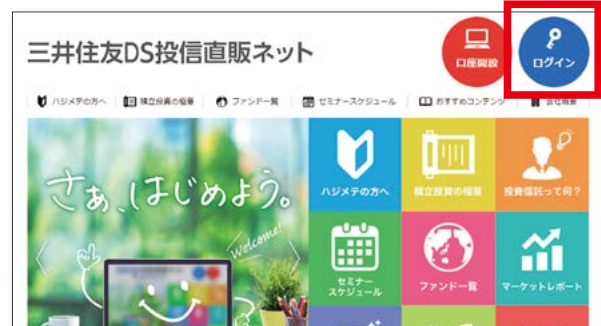 三井住友DS投信直販ネット
口座開設
ログイン
ハジメテの方へ
積立投資の極意
ファンド一覧
セミナースケジュール
おすすめコンテンツ
会社概要
さぁ、はじめよう。
Welcome!
ハジメテの方へ
積立投資の極意
投資信託って何?
セミナー
スケジュール
ファンド一覧
マーケットレポート